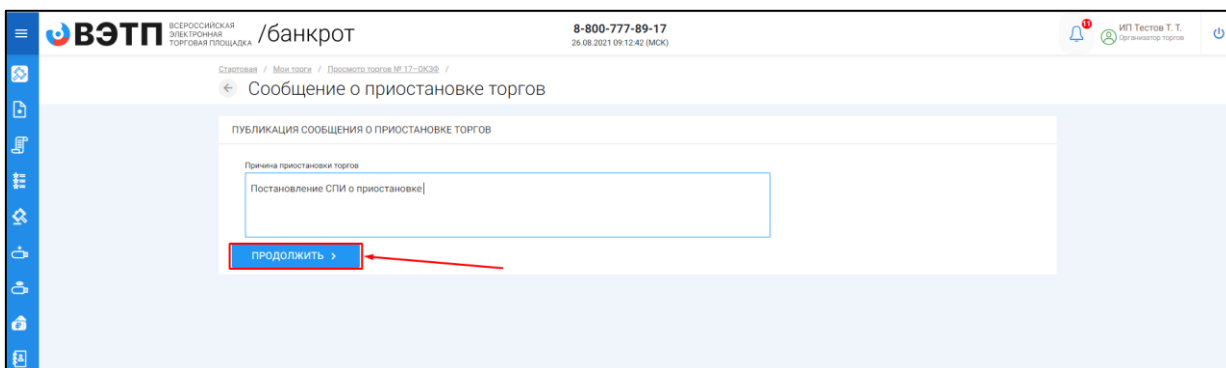 ВЭТП
ВСЕРОССИЙСКАЯ
ЭЛЕКТРОННАЯ
ТОРГОВАЯ ПЛОЩАДКА
/банкрот
8-800-777-89-17
26.08.2021 09:12:42 (МСК)
11
ИП Тестов Т. Т.
Организатор торгов
Стартовая / Мои торги / Просмотр торгов № 17-ОКЗФ /
Сообщение о приостановке торгов
ПУБЛИКАЦИЯ СООБЩЕНИЯ О ПРИОСТАНОВКЕ ТОРГОВ
Причина приостановки торгов
Постановление СПИ о приостановке
ПРОДОЛЖИТЬ >